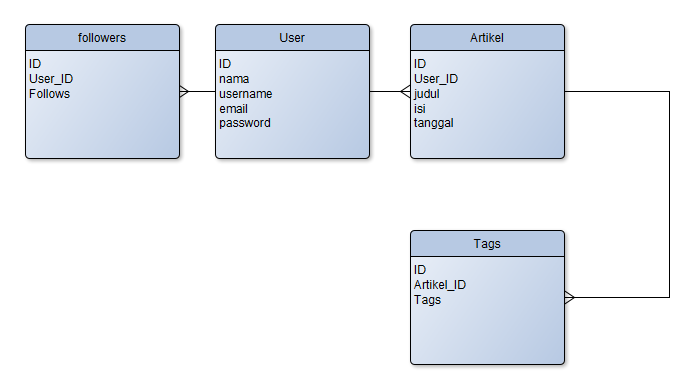 followers
ID
User_ID
Follows
User
ID
nama
username
email
password
Artikel
ID
User_ID
judul
isi
tanggal
Tags
ID
Artikel_ID
Tags